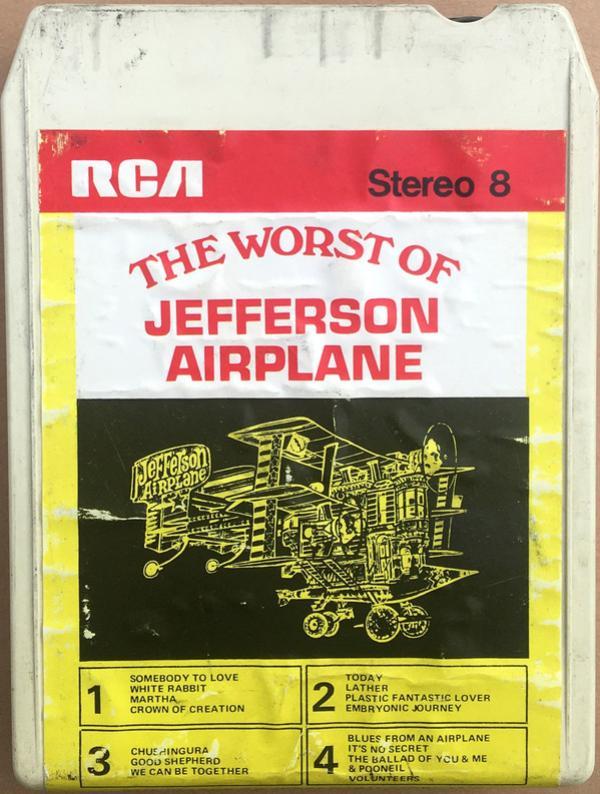 RCA
Stereo 8
THE WORST OF
JEFFERSON
AIRPLANE
Jefferson
AIRPLANE
1
SOMEBODY TO LOVE
WHITE RABBIT
MARTHA
CROWN OF CREATION
2
TODAY
LATHER
PLASTIC FANTASTIC LOVER
EMBRYONIC JOURNEY
3
CHUSHINGURA
GOOD SHEPHERD
WE CAN BE TOGETHER
4
BLUES FROM AN AIRPLANE
IT'S NO SECRET
THE BALLAD OF YOU & ME
& POONEIL
VOLUNTEERS